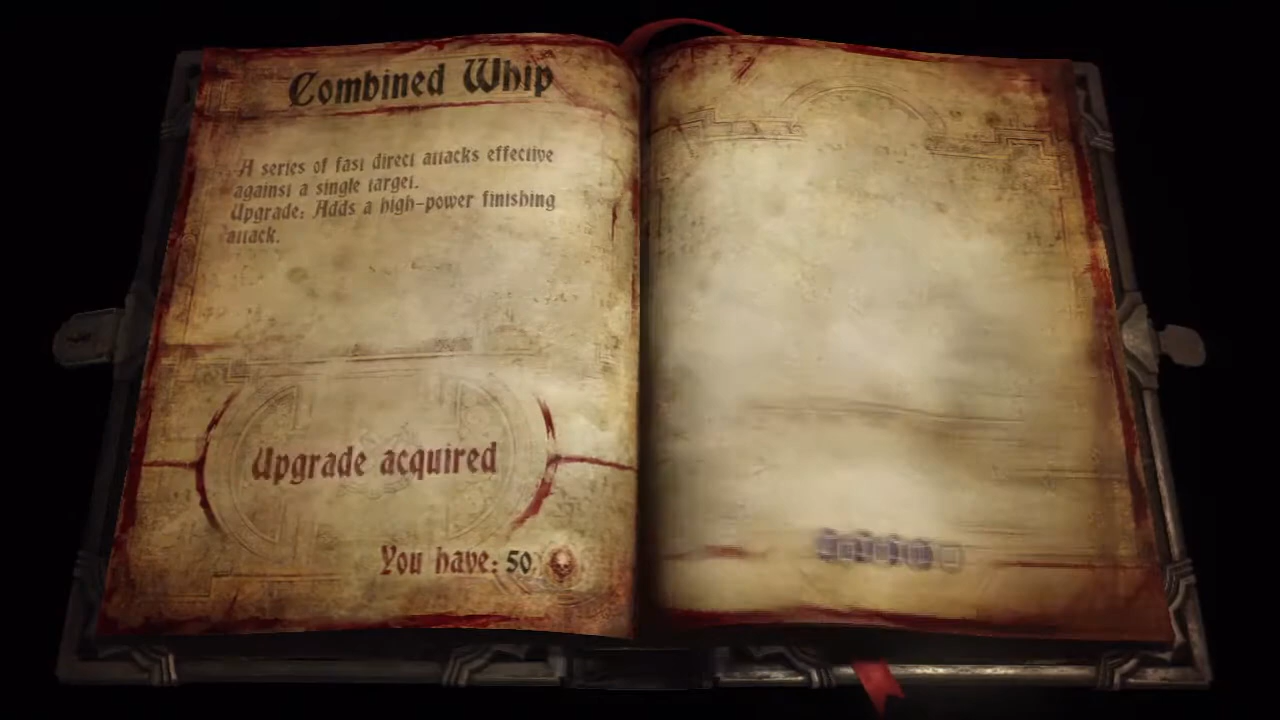 Combined Whip
A series of fast direct attacks effective
against a single target.
Upgrade: Adds a high-power finishing
attack.
Upgrade acquired
You have: 50